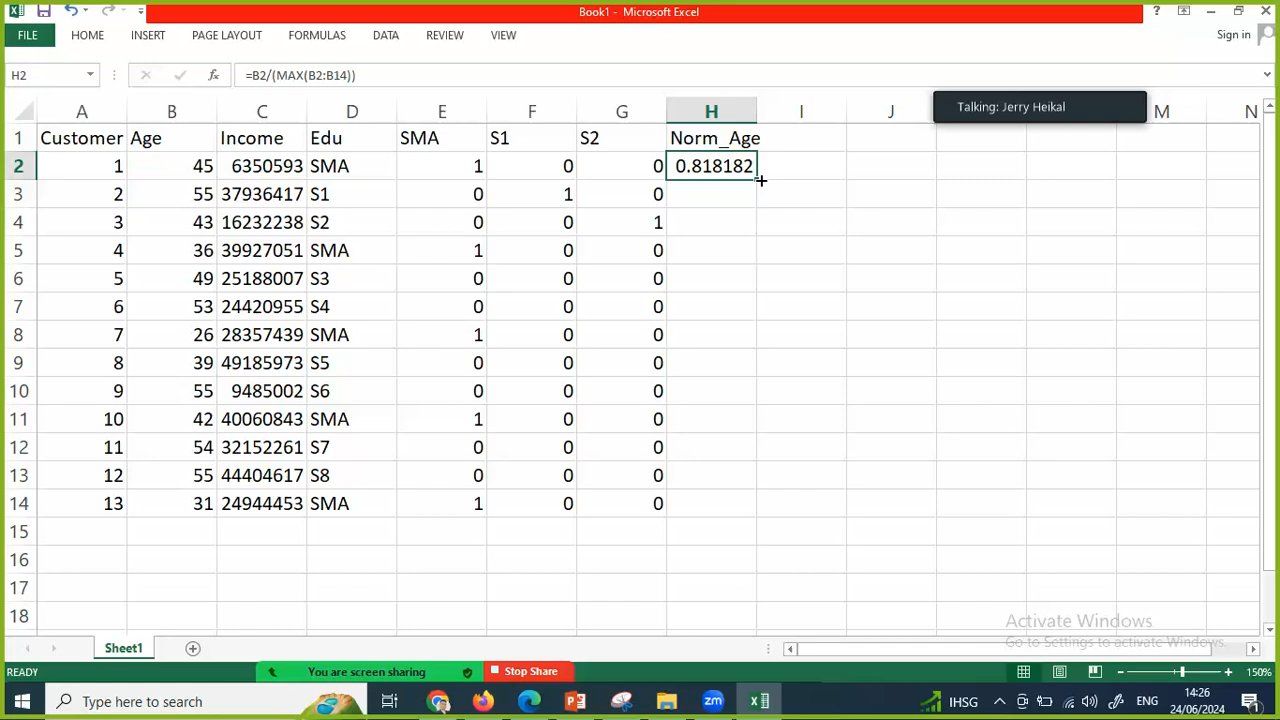 Book1 - Microsoft Excel
?
FILE HOME INSERT PAGE LAYOUT FORMULAS DATA REVIEW VIEW Sign in
H2 fx =B2/(MAX(B2:B14))
Talking: Jerry Heikal
A B C D E F G H I J M N
1 Customer Age Income Edu SMA S1 S2 Norm_Age
2 1 45 6350593 SMA 1 0 0 0.818182
3 2 55 37936417 S1 0 1 0
4 3 43 16232238 S2 0 0 1
5 4 36 39927051 SMA 1 0 0
6 5 49 25188007 S3 0 0 0
7 6 53 24420955 S4 0 0 0
8 7 26 28357439 SMA 1 0 0
9 8 39 49185973 S5 0 0 0
10 9 55 9485002 S6 0 0 0
11 10 42 40060843 SMA 1 0 0
12 11 54 32152261 S7 0 0 0
13 12 55 44404617 S8 0 0 0
14 13 31 24944453 SMA 1 0 0
15
16
17
18
Activate Windows
Go to Settings to activate Windows.
Sheet1
READY You are screen sharing Stop Share 150%
Type here to search zm IHSG ENG 14:26
24/06/2024 1